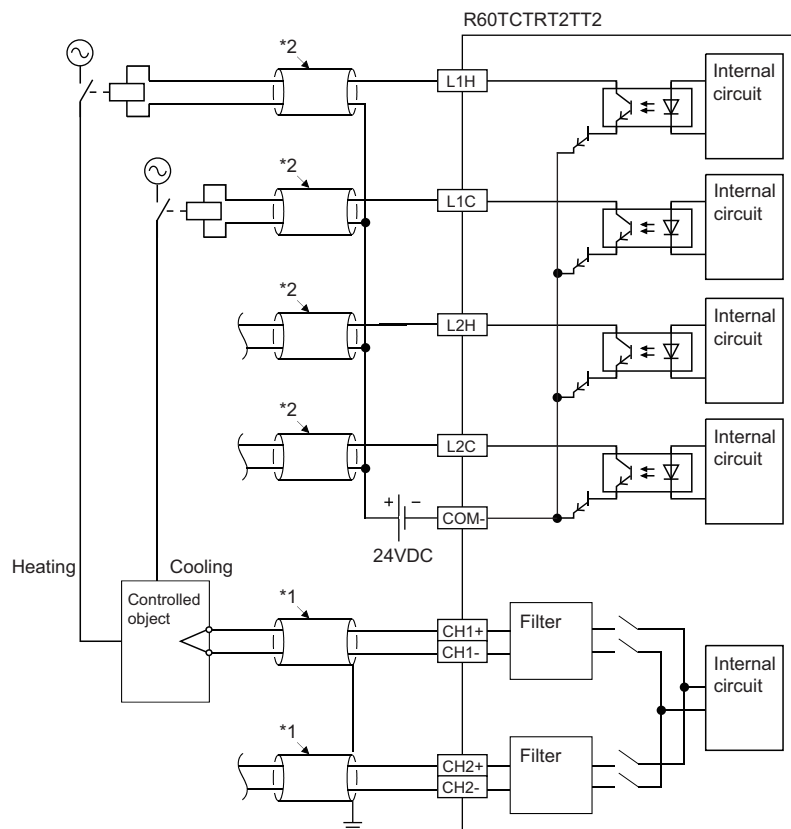 R60TCTRT2TT2
*2
L1H
Internal
circuit
*2
L1C
Internal
circuit
*2
L2H
Internal
circuit
*2
L2C
Internal
circuit
+ −
COM-
24VDC
Heating
Cooling
Controlled
object
*1
CH1+
CH1-
Filter
Internal
circuit
*1
CH2+
CH2-
Filter